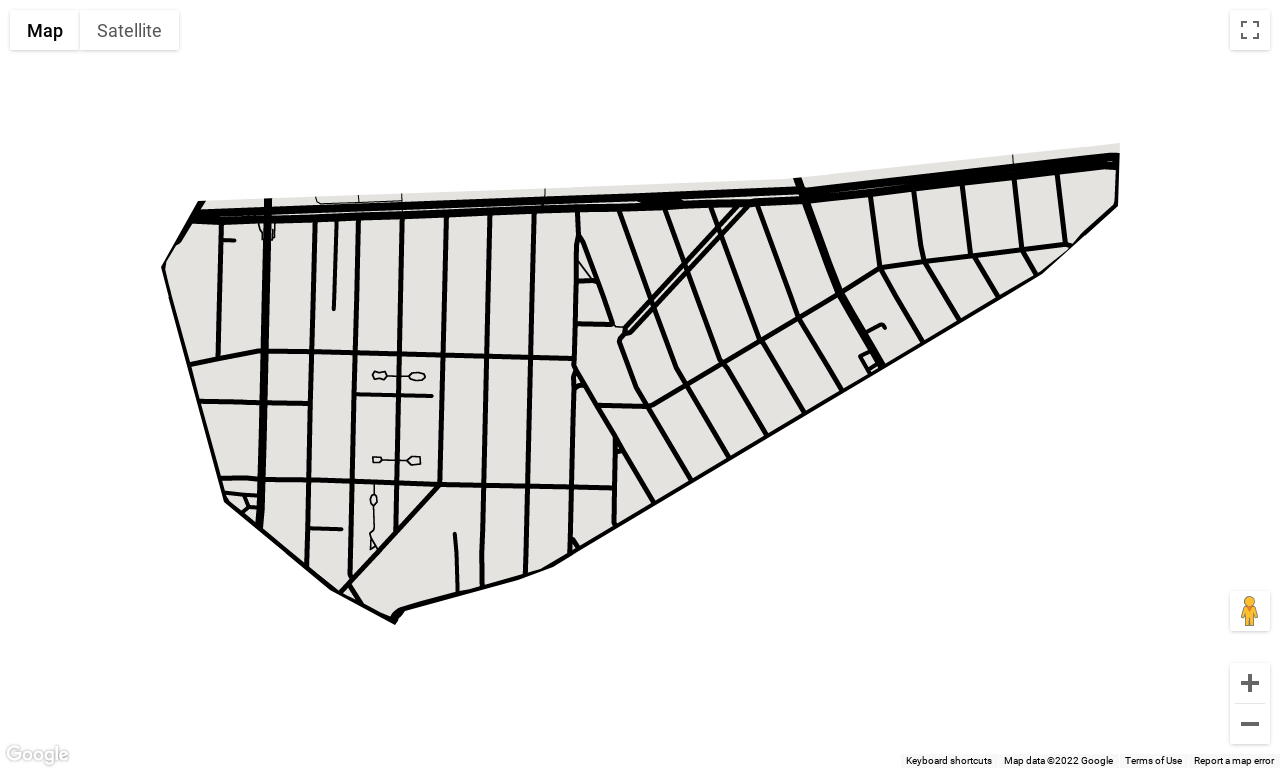 Map
Satellite
Google
Keyboard shortcuts
Map data ©2022 Google
Terms of Use
Report a map error